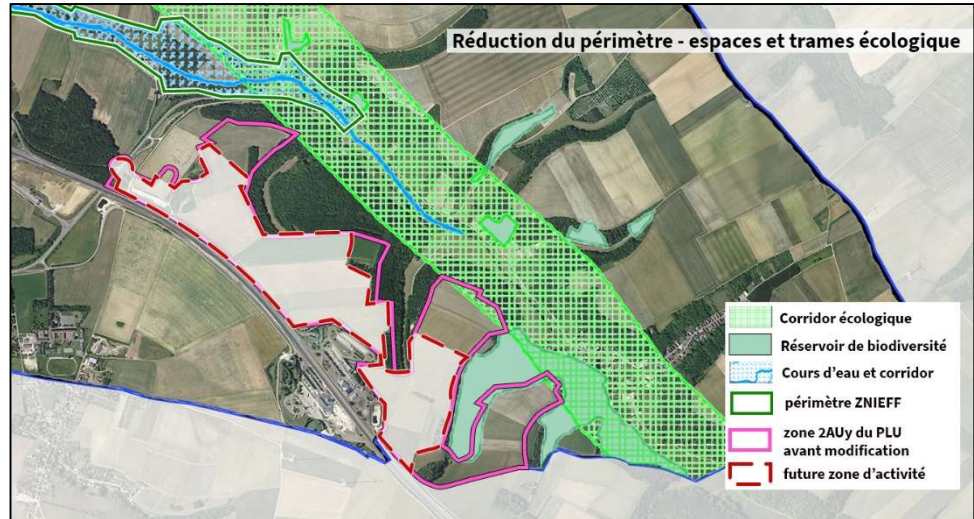 Réduction du périmètre - espaces et trames écologique
Corridor écologique
Réservoir de biodiversité
Cours d'eau et corridor
périmètre ZNIEFF
zone 2AUy du PLU
avant modification
future zone d'activité